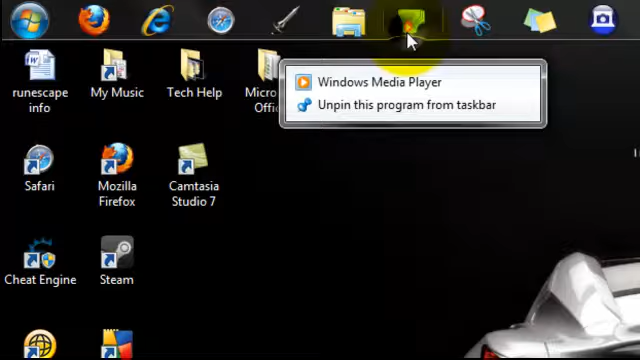 Windows Media Player
Unpin this program from taskbar
runescape
info
My Music
Tech Help
Micro
Offic
Safari
Mozilla
Firefox
Camtasia
Studio 7
Cheat Engine
Steam